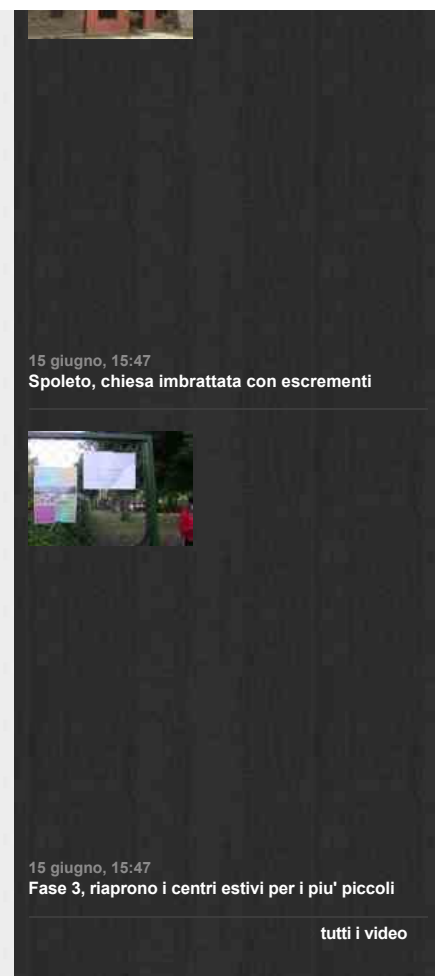 15 giugno, 15:47
Spoleto, chiesa imbrattata con escrementi
15 giugno, 15:47
Fase 3, riaprono i centri estivi per i piu' piccoli
tutti i video